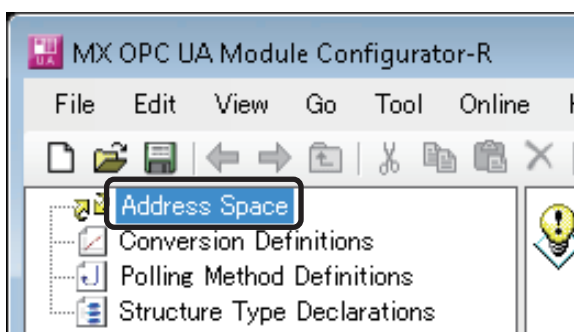 MX OPC UA Module Configurator-R
File Edit View Go Tool Online
Address Space
Conversion Definitions
Polling Method Definitions
Structure Type Declarations